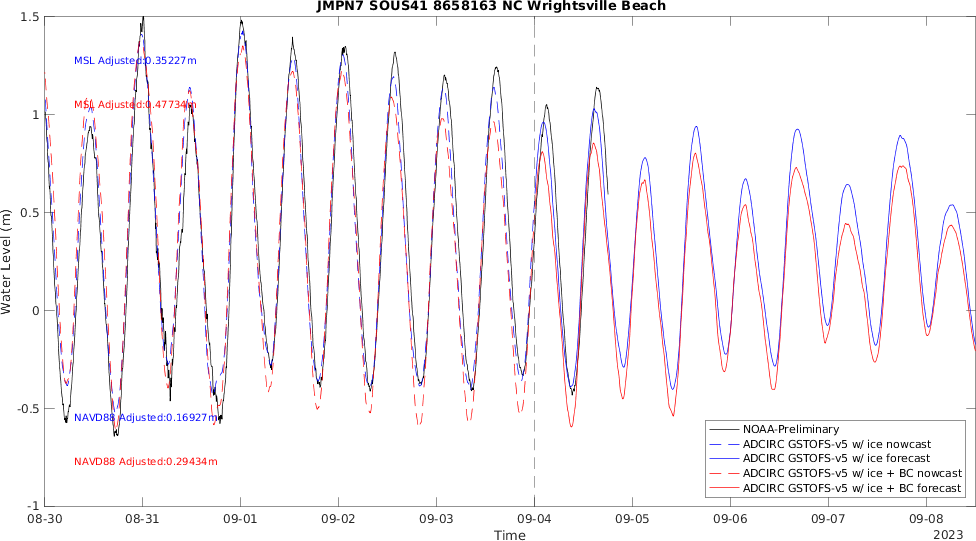 JMPN7 SOUS41 8658163 NC Wrightsville Beach
1.5
MSL Adjusted:0.35227m
MSL Adjusted:0.47734m
1
0.5
Water Level (m)
0
-0.5
NAVD88 Adjusted:0.16927m
NAVD88 Adjusted:0.29434m
NOAA-Preliminary
ADCIRC GSTOFS-v5 w/ ice nowcast
ADCIRC GSTOFS-v5 w/ ice forecast
ADCIRC GSTOFS-v5 w/ ice + BC nowcast
ADCIRC GSTOFS-v5 w/ ice + BC forecast
-1
08-30 08-31 09-01 09-02 09-03 09-04 09-05 09-06 09-07 09-08
Time
2023